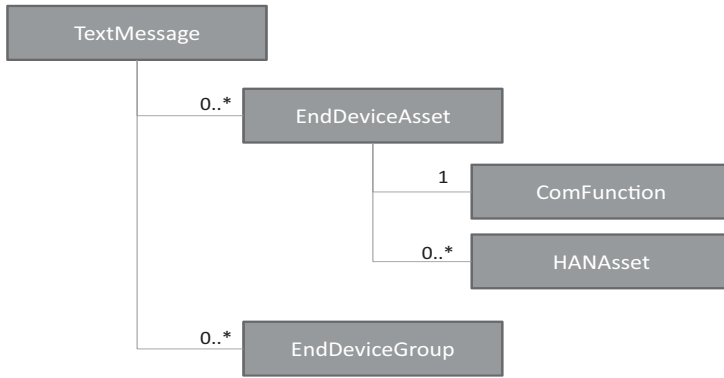 TextMessage
0..*
EndDeviceAsset
1
ComFunction
0..*
HANAsset
0..*
EndDeviceGroup